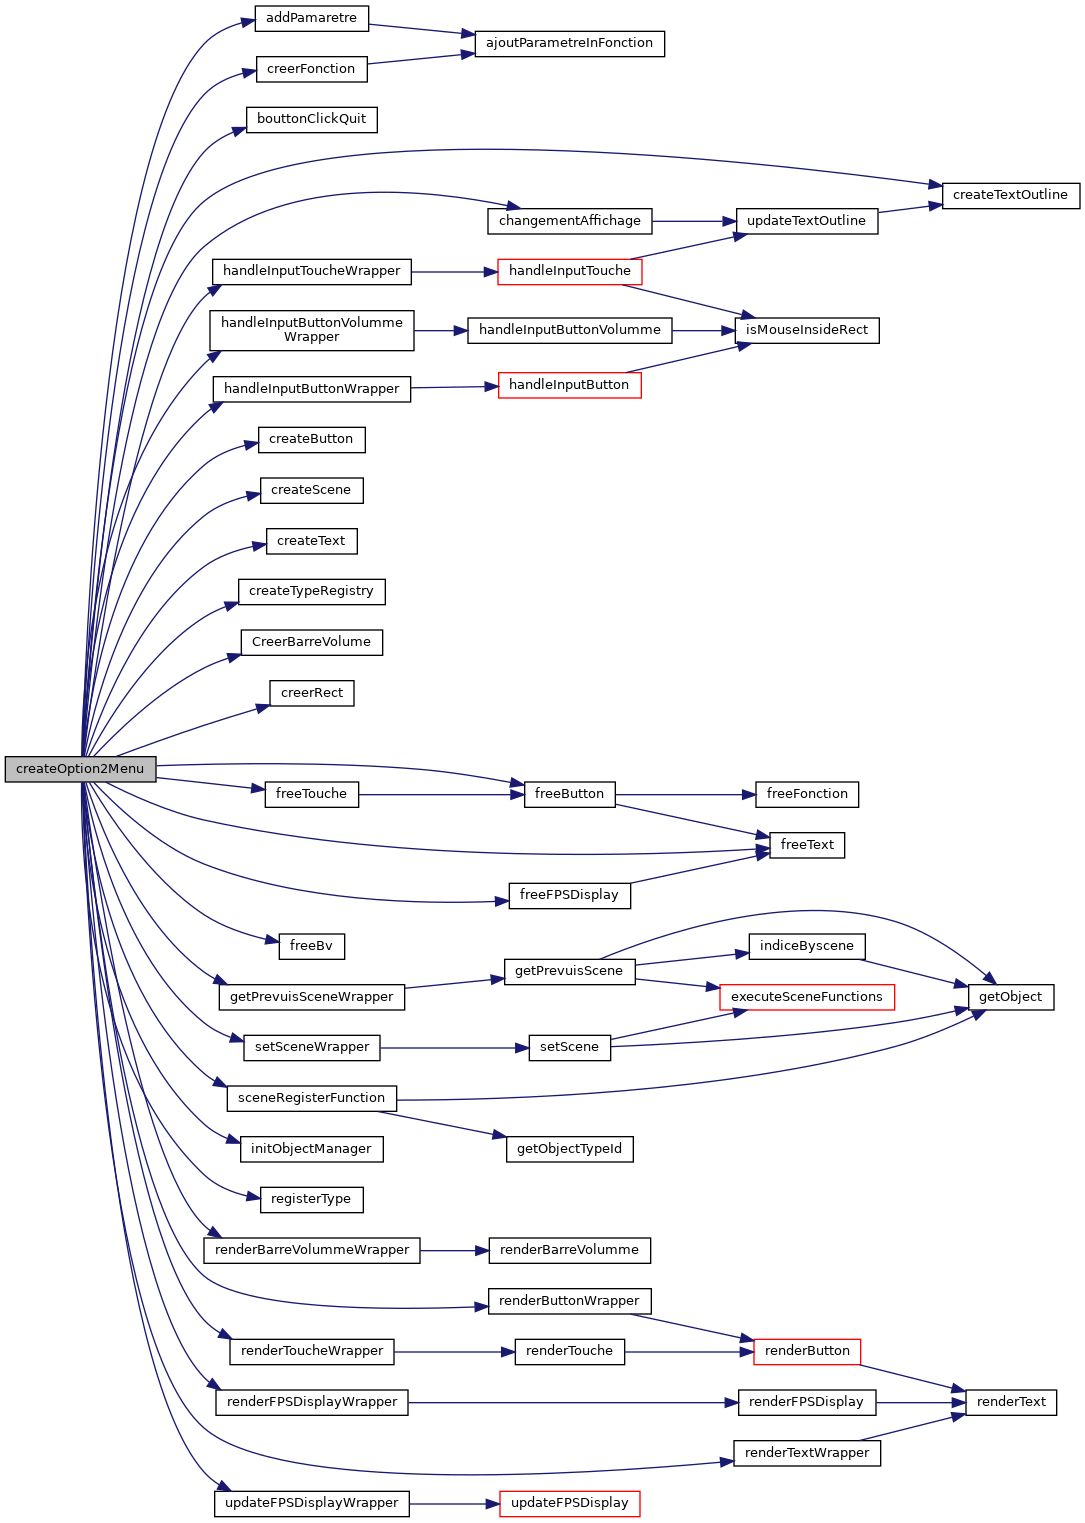 addPamaretre
ajoutParametreInFonction
creerFonction
bouttonClickQuit
createTextOutline
changementAffichage
updateTextOutline
handleInputToucheWrapper
handleInputTouche
handleInputButtonVolumme
Wrapper
handleInputButtonVolumme
isMouseInsideRect
handleInputButtonWrapper
handleInputButton
createButton
createScene
createText
createTypeRegistry
CreerBarreVolume
creerRect
createOption2Menu
freeTouche
freeButton
freeFonction
freeText
freeFPSDisplay
freeBv
indiceByscene
getPrevuisScene
getPrevuisSceneWrapper
executeSceneFunctions
getObject
setSceneWrapper
setScene
sceneRegisterFunction
initObjectManager
getObjectTypeId
registerType
renderBarreVolummeWrapper
renderBarreVolumme
renderButtonWrapper
renderToucheWrapper
renderTouche
renderButton
renderFPSDisplayWrapper
renderFPSDisplay
renderText
renderTextWrapper
updateFPSDisplayWrapper
updateFPSDisplay